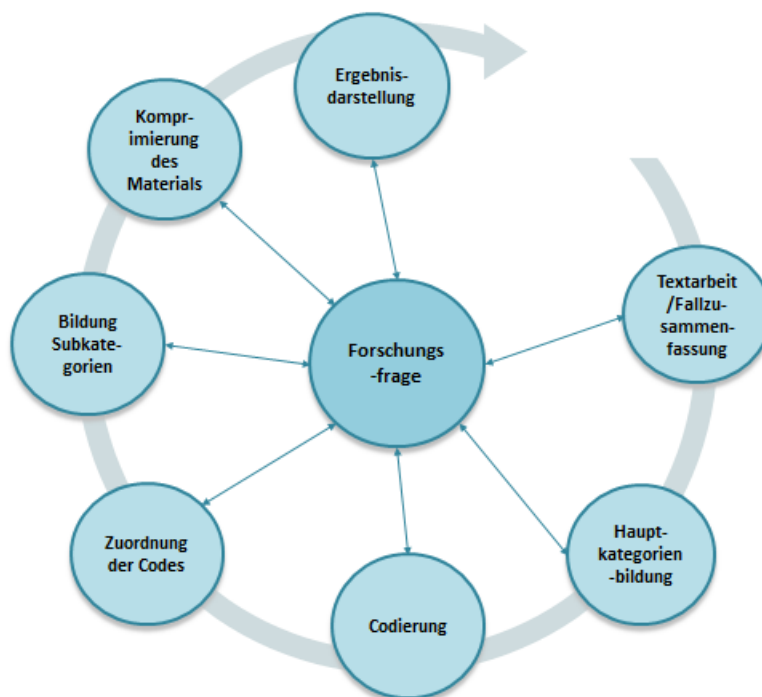 Ergebnis-
darstellung
Kompr-
imierung
des
Materials
Textarbeit
/Fallzu-
sammen-
fassung
Bildung
Subkate-
gorien
Forschungs
-frage
Zuordnung
der Codes
Haupt-
kategorien
-bildung
Codierung